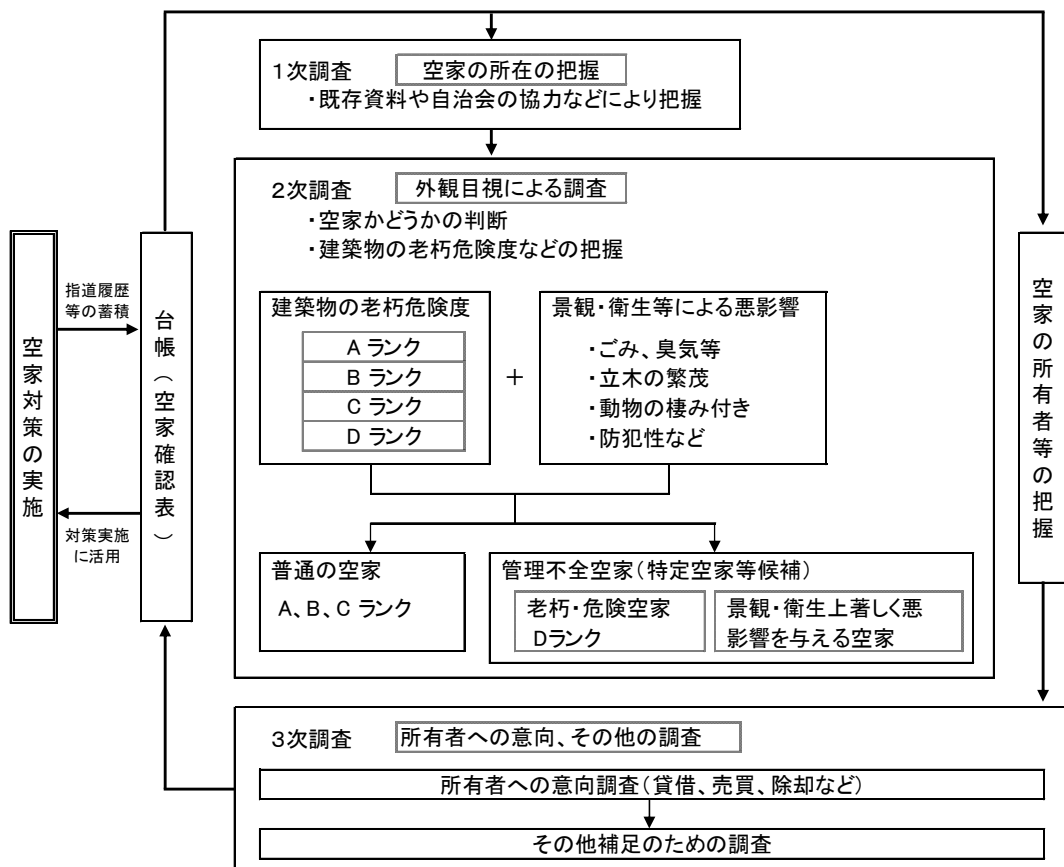 1次調査 空家の所在の把握
・既存資料や自治会の協力などにより把握
2次調査 外観目視による調査
・空家かどうかの判断
・建築物の老朽危険度などの把握
建築物の老朽危険度
A ランク
B ランク
C ランク
D ランク
+
景観・衛生等による悪影響
・ごみ、臭気等
・立木の繁茂
・動物の棲み付き
・防犯性など
普通の空家
A、B、C ランク
管理不全空家(特定空家等候補)
老朽・危険空家
Dランク
景観・衛生上著しく悪
影響を与える空家
3次調査 所有者への意向、その他の調査
所有者への意向調査(貸借、売買、除却など)
その他補足のための調査
空家対策の実施
指導履歴
等の蓄積
対策実施
に活用
台帳(空家確認表)
空家の所有者等の把握